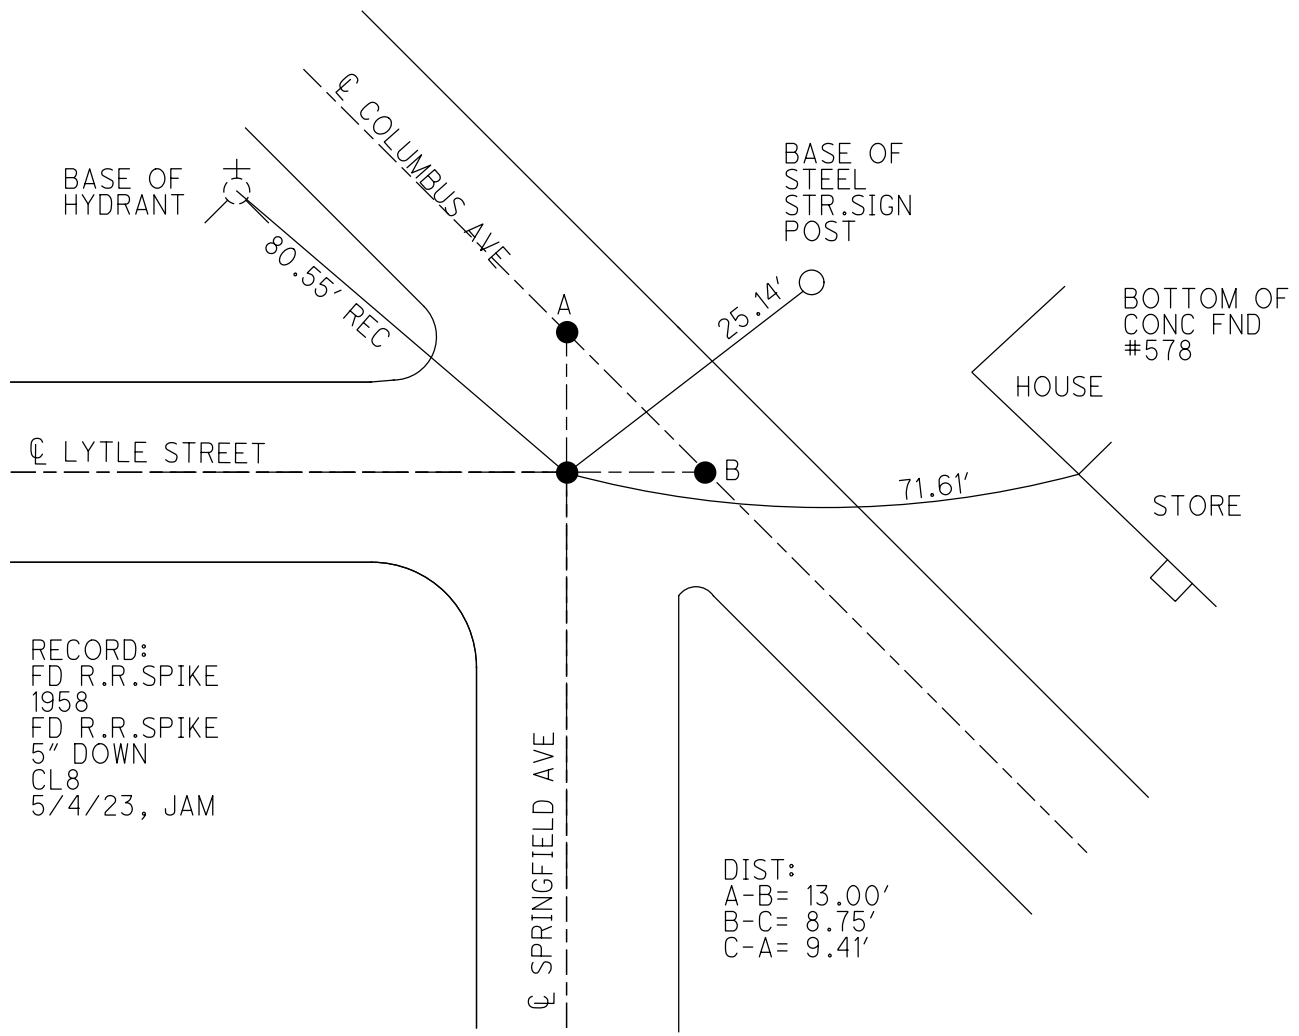 ℄ COLUMBUS AVE
BASE OF
HYDRANT
80.55' REC
BASE OF
STEEL
STR.SIGN
POST
25.14'
A
BOTTOM OF
CONC FND
#578
HOUSE
℄ LYTLE STREET
B
71.61'
STORE
RECORD:
FD R.R.SPIKE
1958
FD R.R.SPIKE
5" DOWN
CL8
5/4/23, JAM
℄ SPRINGFIELD AVE
DIST:
A-B= 13.00'
B-C= 8.75'
C-A= 9.41'